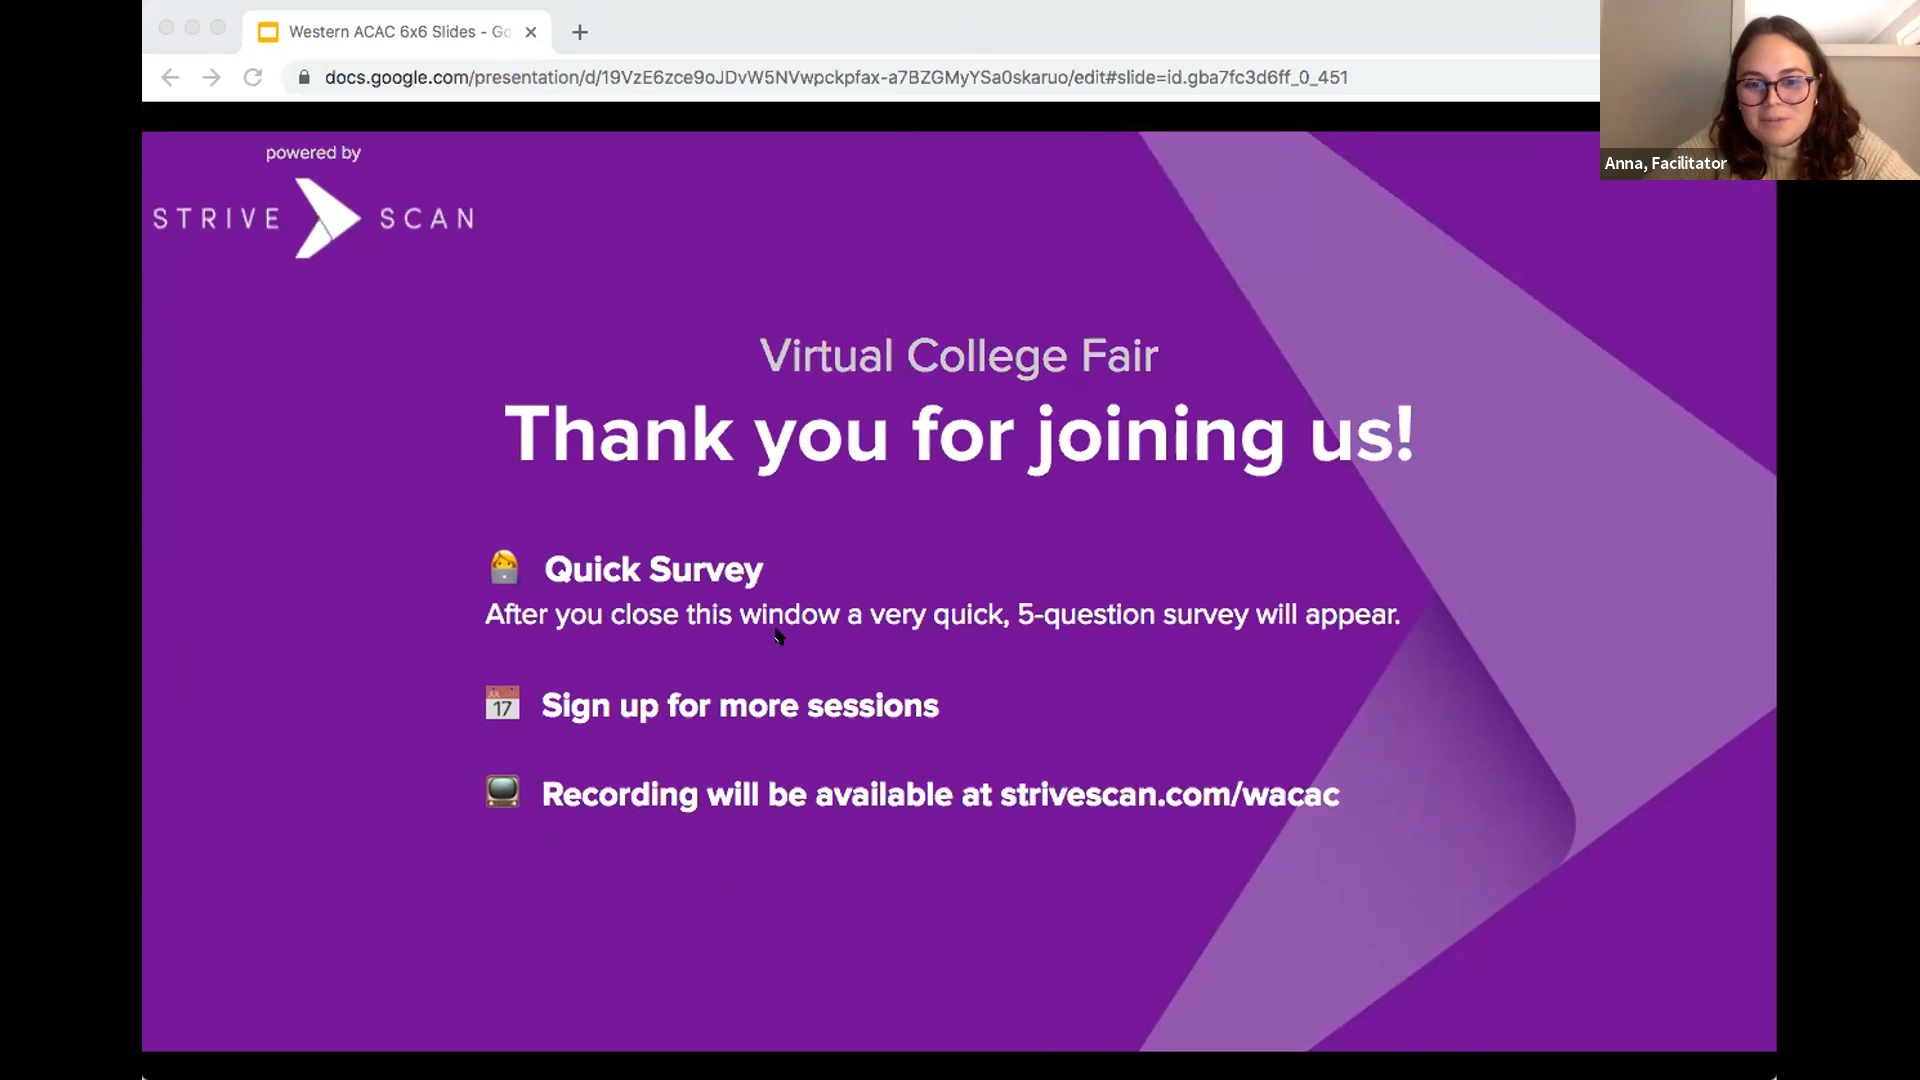 Western ACAC 6x6 Slides - Go
docs.google.com/presentation/d/19VzE6zce9oJDvW5NVwpckpfax-a7BZGMyYSa0skaruo/edit#slide=id.gba7fc3d6ff_0_451
Anna, Facilitator
powered by
STRIVE SCAN
Virtual College Fair
Thank you for joining us!
Quick Survey
After you close this window a very quick, 5-question survey will appear.
17 Sign up for more sessions
Recording will be available at strivescan.com/wacac